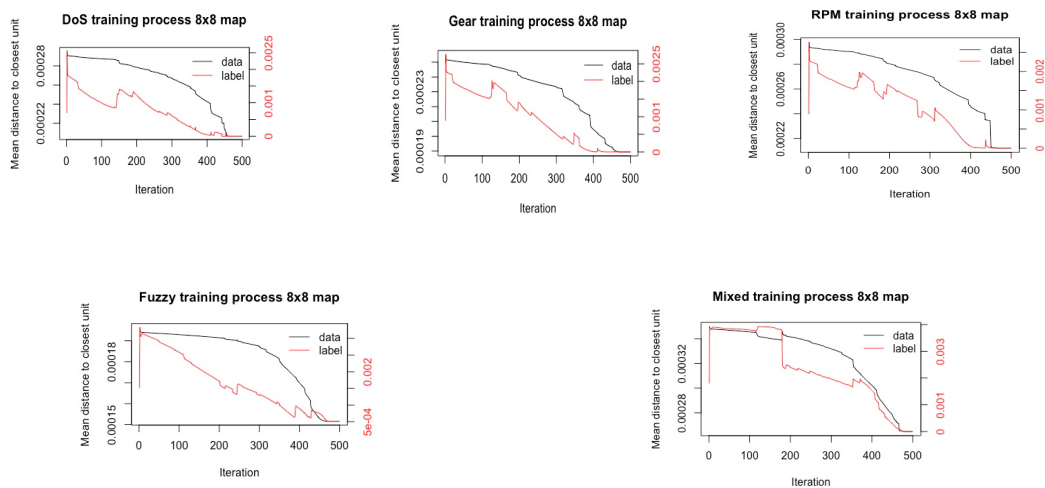 DoS training process 8x8 map
Mean distance to closest unit
0.00022
0.00028
data
label
0
0.001
0.0025
0 100 200 300 400 500
Iteration
Gear training process 8x8 map
Mean distance to closest unit
0.00019
0.00023
data
label
0
0.001
0.0025
0 100 200 300 400 500
Iteration
RPM training process 8x8 map
Mean distance to closest unit
0.00022
0.00026
0.00030
data
label
0
0.001
0.002
0 100 200 300 400 500
Iteration
Fuzzy training process 8x8 map
Mean distance to closest unit
0.00015
0.00018
data
label
5e-04
0.002
0 100 200 300 400 500
Iteration
Mixed training process 8x8 map
Mean distance to closest unit
0.00028
0.00032
data
label
0
0.001
0.003
0 100 200 300 400 500
Iteration